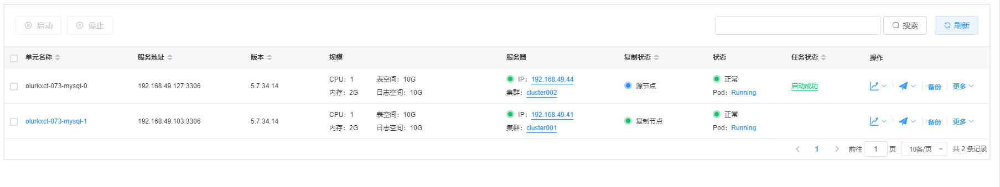 启动 停止 搜索 刷新
单元名称 服务地址 版本 规模 服务器 复制状态 状态 任务状态 操作
olurkxct-073-mysql-0 192.168.49.127:3306 5.7.34.14 CPU：1 表空间：10G IP： 192.168.49.44 源节点 正常 启动成功 备份 更多
内存：2G 日志空间：10G 集群：cluster002 Pod：Running
olurkxct-073-mysql-1 192.168.49.103:3306 5.7.34.14 CPU：1 表空间：10G IP： 192.168.49.41 复制节点 正常 备份 更多
内存：2G 日志空间：10G 集群：cluster001 Pod：Running
1 前往 1 页 10条/页 共 2 条记录